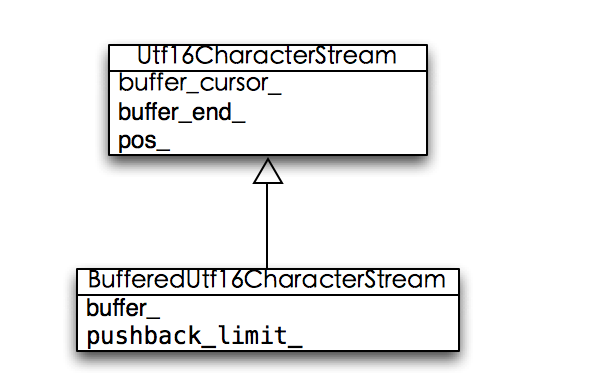 Utf16CharacterStream
buffer_cursor_
buffer_end_
pos_
BufferedUtf16CharacterStream
buffer_
pushback_limit_